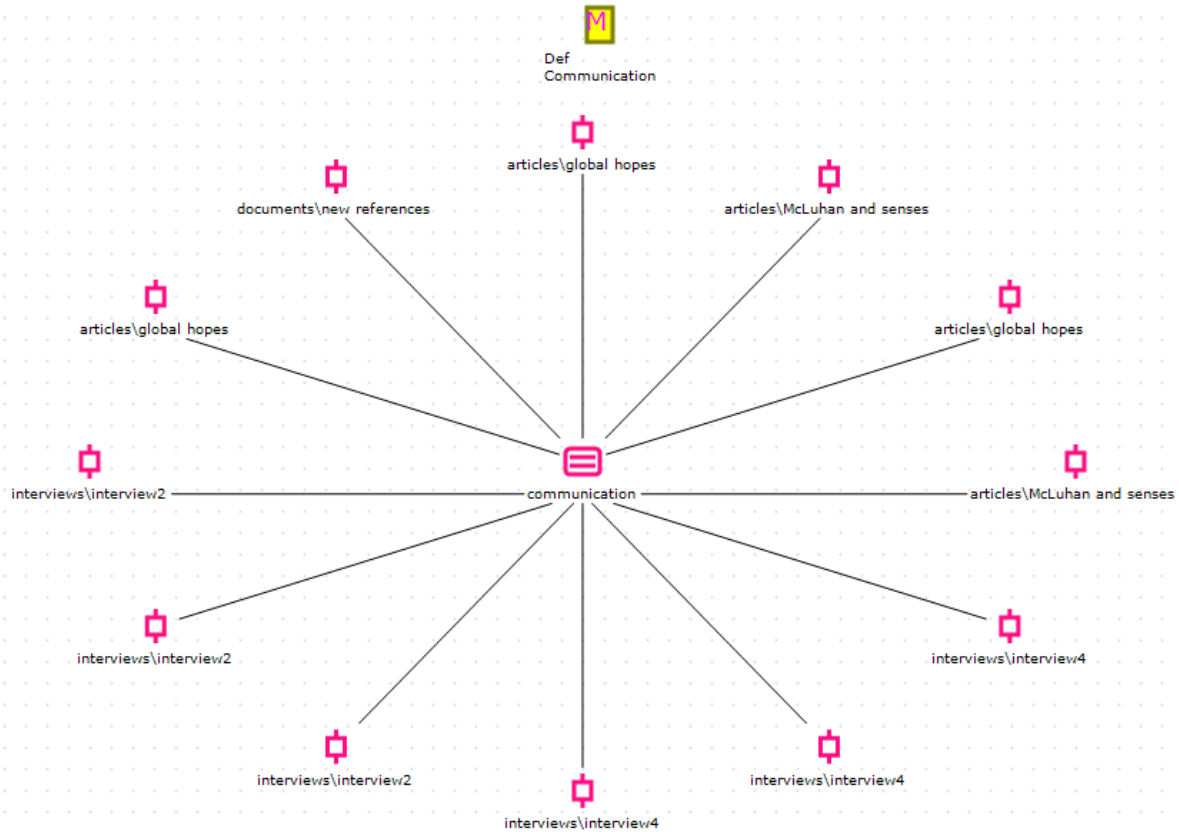 M
Def
Communication
articles\global hopes
documents\new references
articles\McLuhan and senses
articles\global hopes
articles\global hopes
interviews\interview2
communication
articles\McLuhan and senses
interviews\interview2
interviews\interview4
interviews\interview2
interviews\interview4
interviews\interview4